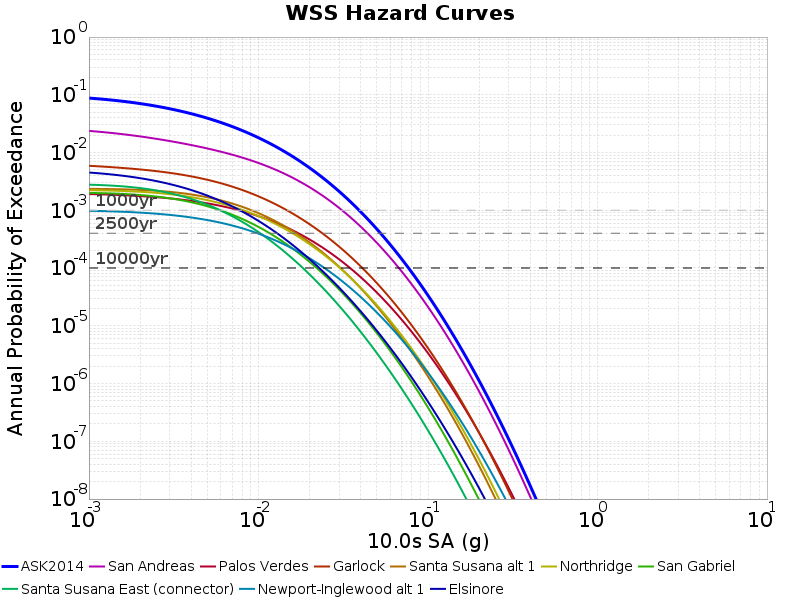 WSS Hazard Curves
Annual Probability of Exceedance
10^0
10^-1
10^-2
10^-3
10^-4
10^-5
10^-6
10^-7
10^-8
1000yr
2500yr
10000yr
10^-3 10^-2 10^-1 10^0 10^1
10.0s SA (g)
ASK2014 San Andreas Palos Verdes Garlock Santa Susana alt 1 Northridge San Gabriel
Santa Susana East (connector) Newport-Inglewood alt 1 Elsinore